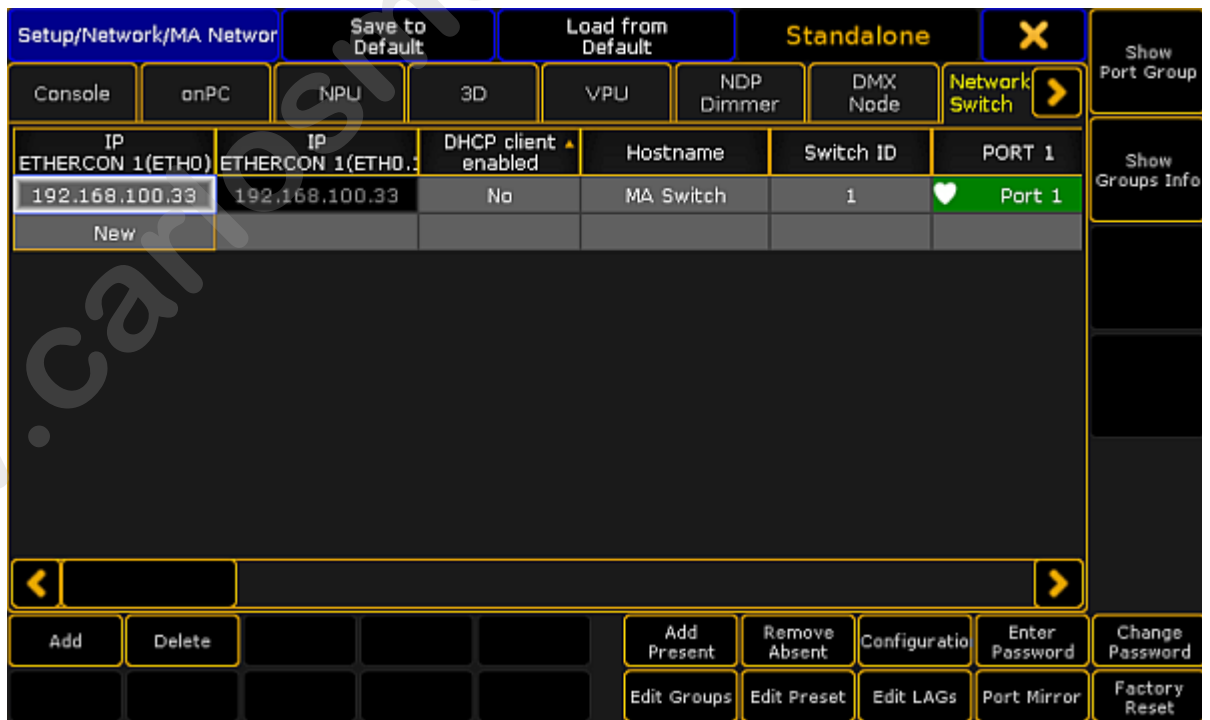 Setup/Network/MA Networ
Save to
Default
Load from
Default
Standalone
Show
Port Group
Console
onPC
NPU
3D
VPU
NDP
Dimmer
DMX
Node
Network
Switch
IP
ETHERCON 1(ETH0)
IP
ETHERCON 1(ETH0.:
DHCP client
enabled
Hostname
Switch ID
PORT 1
Show
Groups Info
192.168.100.33
192.168.100.33
No
MA Switch
1
Port 1
New
.carlosm
Add
Delete
Add
Present
Remove
Absent
Configuratio
Enter
Password
Change
Password
Edit Groups
Edit Preset
Edit LAGs
Port Mirror
Factory
Reset